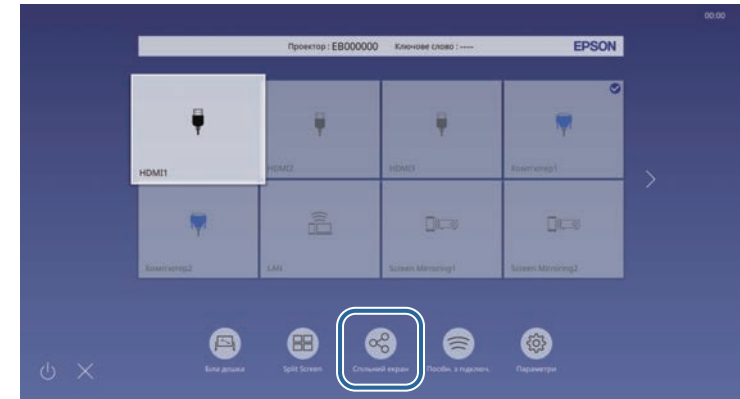 00:00
Проектор : EB000000 Ключове слово : ---- EPSON
HDMI1
HDMI2
HDMI3
Комп'ютер1
Комп'ютер2
LAN
Screen Mirroring1
Screen Mirroring2
Біла дошка
Split Screen
Спольний екран
Посібн. з підключ.
Параметри